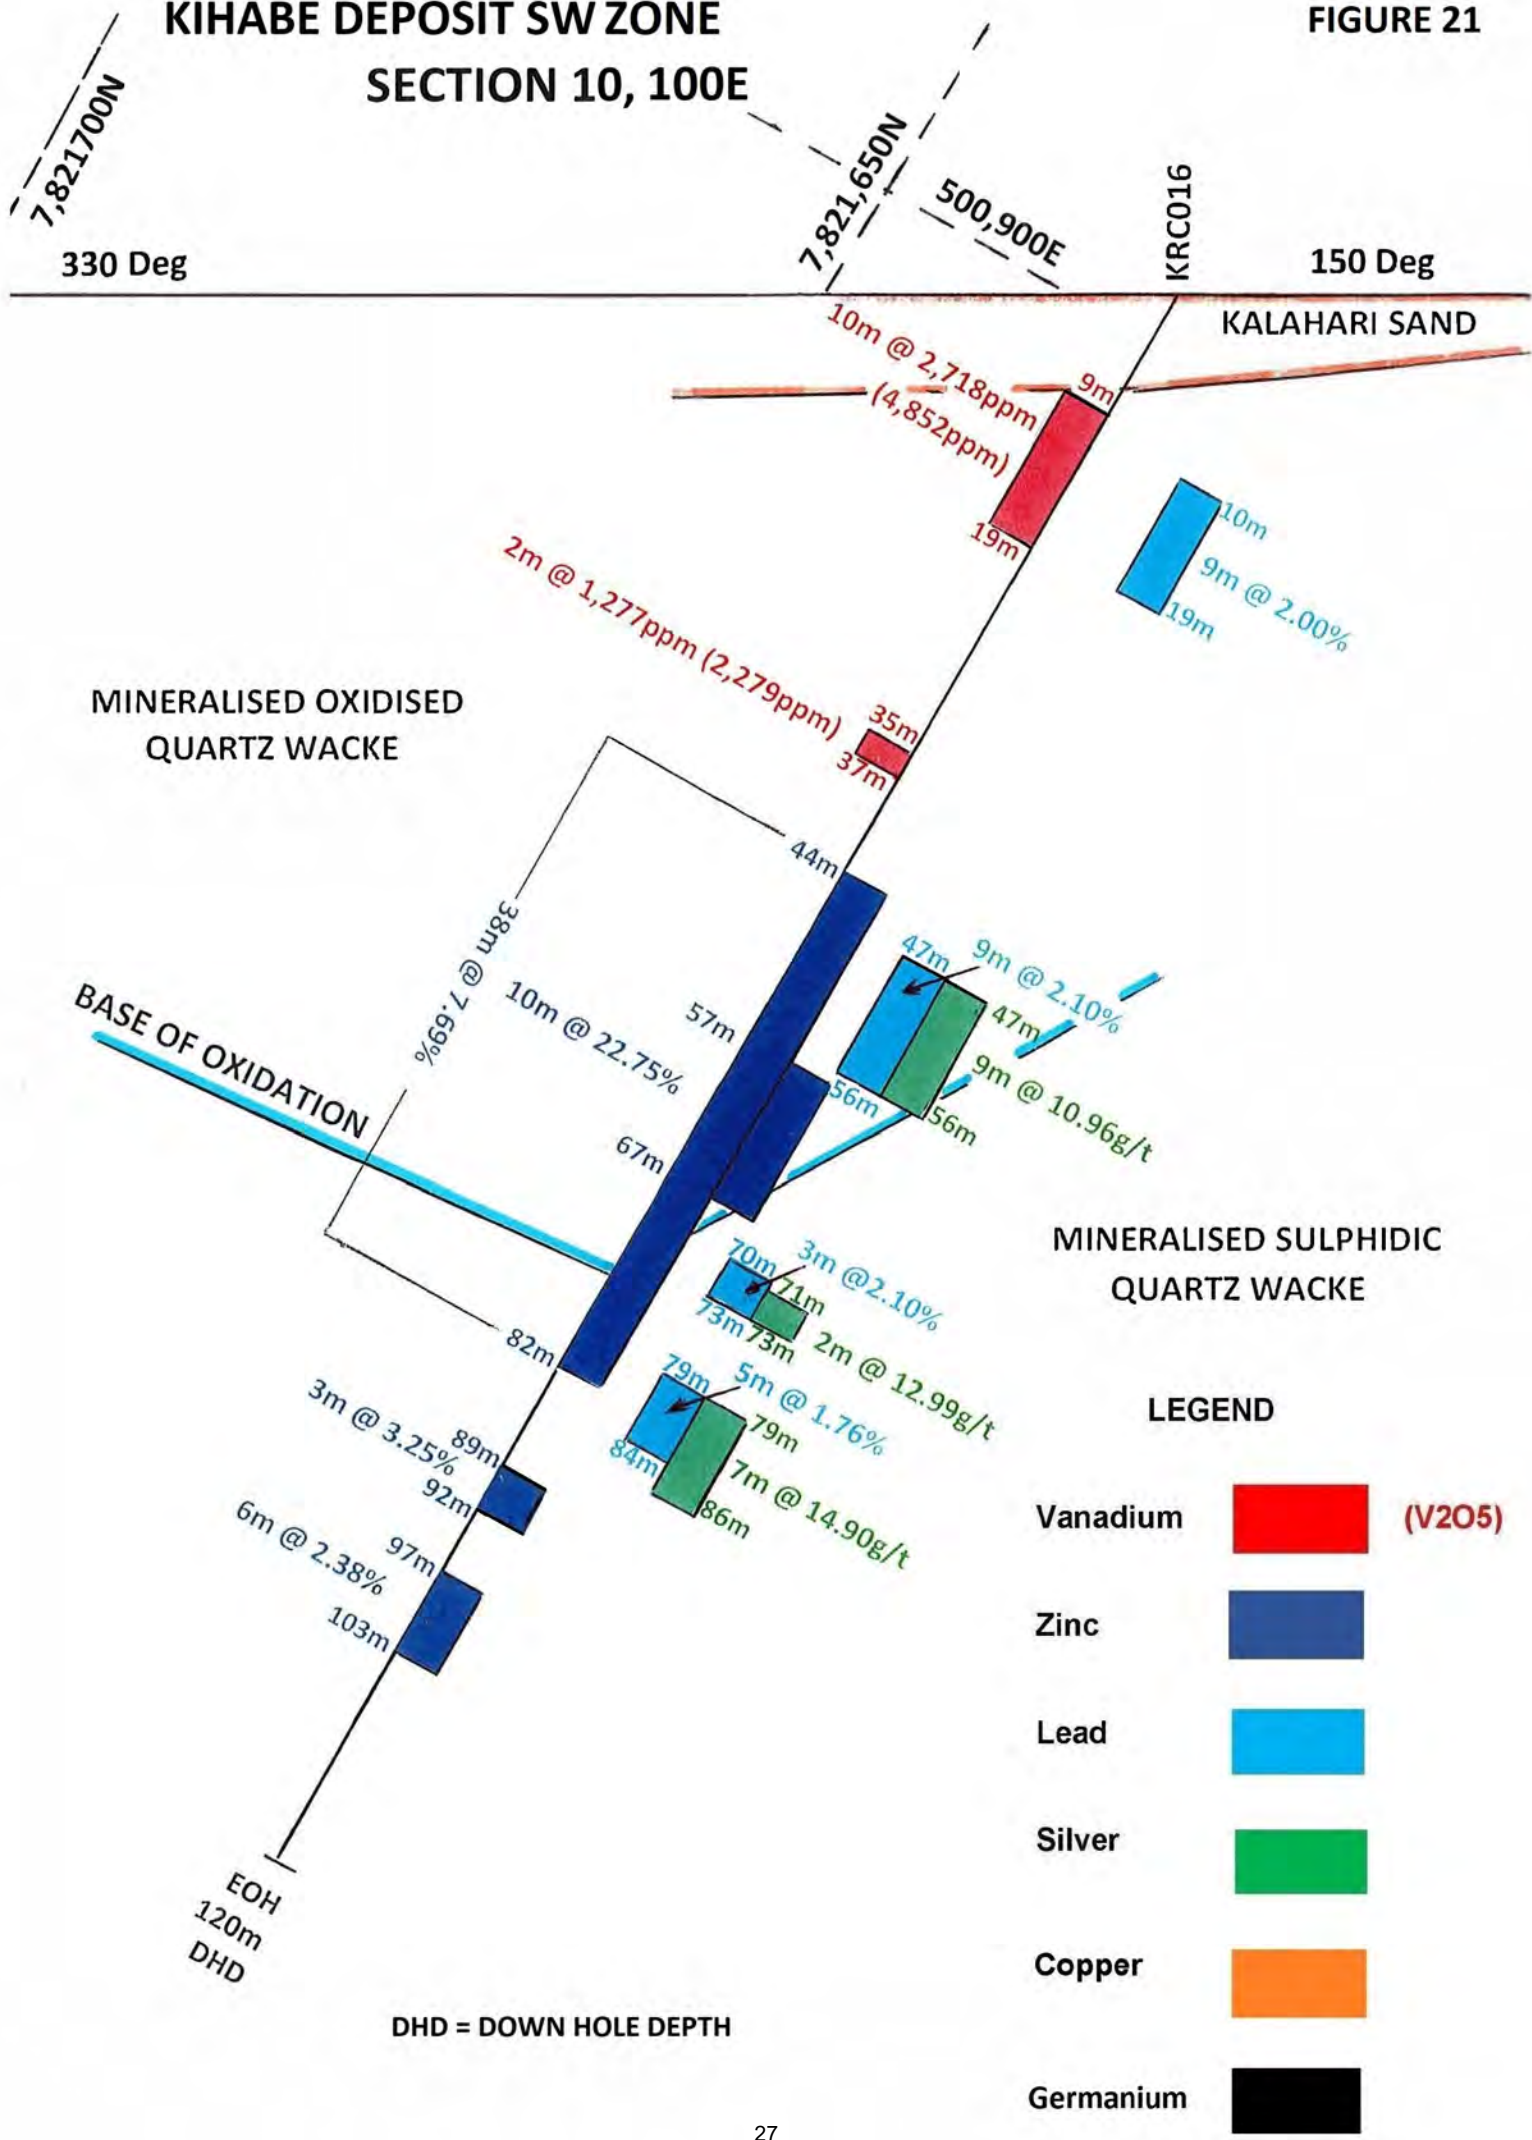 KIHABE DEPOSIT SW ZONE
SECTION 10, 100E
FIGURE 21
7,821700N
7,821,650N
500,900E
KRC016
330 Deg
150 Deg
KALAHARI SAND
10m @ 2,718ppm
(4,852ppm)
9m
19m
10m
9m @ 2.00%
19m
2m @ 1,277ppm (2,279ppm)
35m
37m
MINERALISED OXIDISED
QUARTZ WACKE
44m
38m @ 7.69%
47m
9m @ 2.10%
47m
9m @ 10.96g/t
56m
56m
57m
10m @ 22.75%
67m
BASE OF OXIDATION
MINERALISED SULPHIDIC
QUARTZ WACKE
70m
3m @2.10%
71m
73m
73m
2m @ 12.99g/t
82m
79m
5m @ 1.76%
79m
84m
7m @ 14.90g/t
86m
3m @ 3.25%
89m
92m
6m @ 2.38%
97m
103m
EOH
120m
DHD
DHD = DOWN HOLE DEPTH
LEGEND
Vanadium
(V2O5)
Zinc
Lead
Silver
Copper
Germanium
27